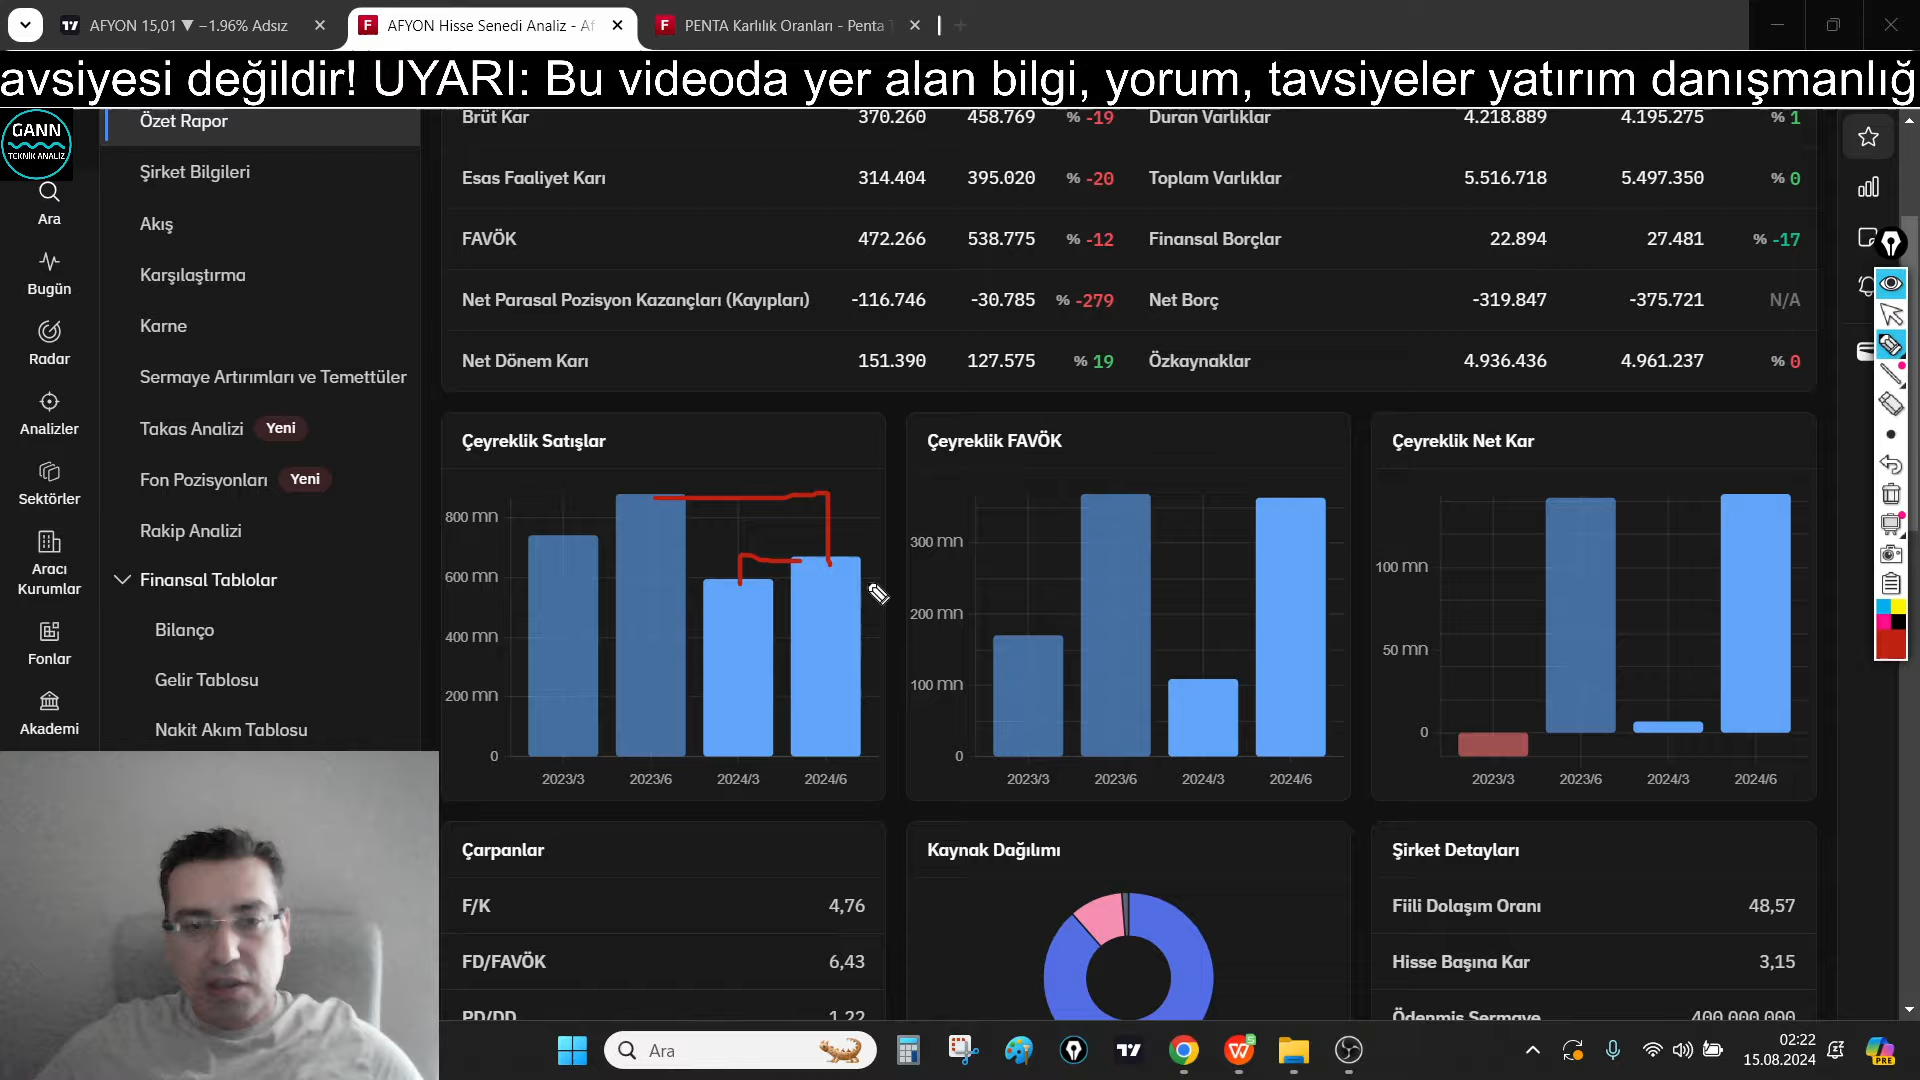 AFYON 15,01 ▼ −1.96% Adsız
AFYON Hisse Senedi Analiz - Af
PENTA Karlılık Oranları - Penta
avsiyesi değildir! UYARI: Bu videoda yer alan bilgi, yorum, tavsiyeler yatırım danışmanlığ
GANN
TEKNİK ANALİZ
Ara
Bugün
Radar
Analizler
Sektörler
Aracı
Kurumlar
Fonlar
Akademi
Özet Rapor
Şirket Bilgileri
Akış
Karşılaştırma
Karne
Sermaye Artırımları ve Temettüler
Takas Analizi Yeni
Fon Pozisyonları Yeni
Rakip Analizi
Finansal Tablolar
Bilanço
Gelir Tablosu
Nakit Akım Tablosu
Brüt Kar 370.260 458.769 % -19 Duran Varlıklar 4.218.889 4.195.275 % 1
Esas Faaliyet Karı 314.404 395.020 % -20 Toplam Varlıklar 5.516.718 5.497.350 % 0
FAVÖK 472.266 538.775 % -12 Finansal Borçlar 22.894 27.481 % -17
Net Parasal Pozisyon Kazançları (Kayıpları) -116.746 -30.785 % -279 Net Borç -319.847 -375.721 N/A
Net Dönem Karı 151.390 127.575 % 19 Özkaynaklar 4.936.436 4.961.237 % 0
Çeyreklik Satışlar
800 mn
600 mn
400 mn
200 mn
0
2023/3 2023/6 2024/3 2024/6
Çeyreklik FAVÖK
300 mn
200 mn
100 mn
0
2023/3 2023/6 2024/3 2024/6
Çeyreklik Net Kar
100 mn
50 mn
0
2023/3 2023/6 2024/3 2024/6
Çarpanlar
F/K 4,76
FD/FAVÖK 6,43
PD/DD 1,22
Kaynak Dağılımı
Şirket Detayları
Fiili Dolaşım Oranı 48,57
Hisse Başına Kar 3,15
Ödenmiş Sermaye 400.000.000
Ara
02:22
15.08.2024
PRE